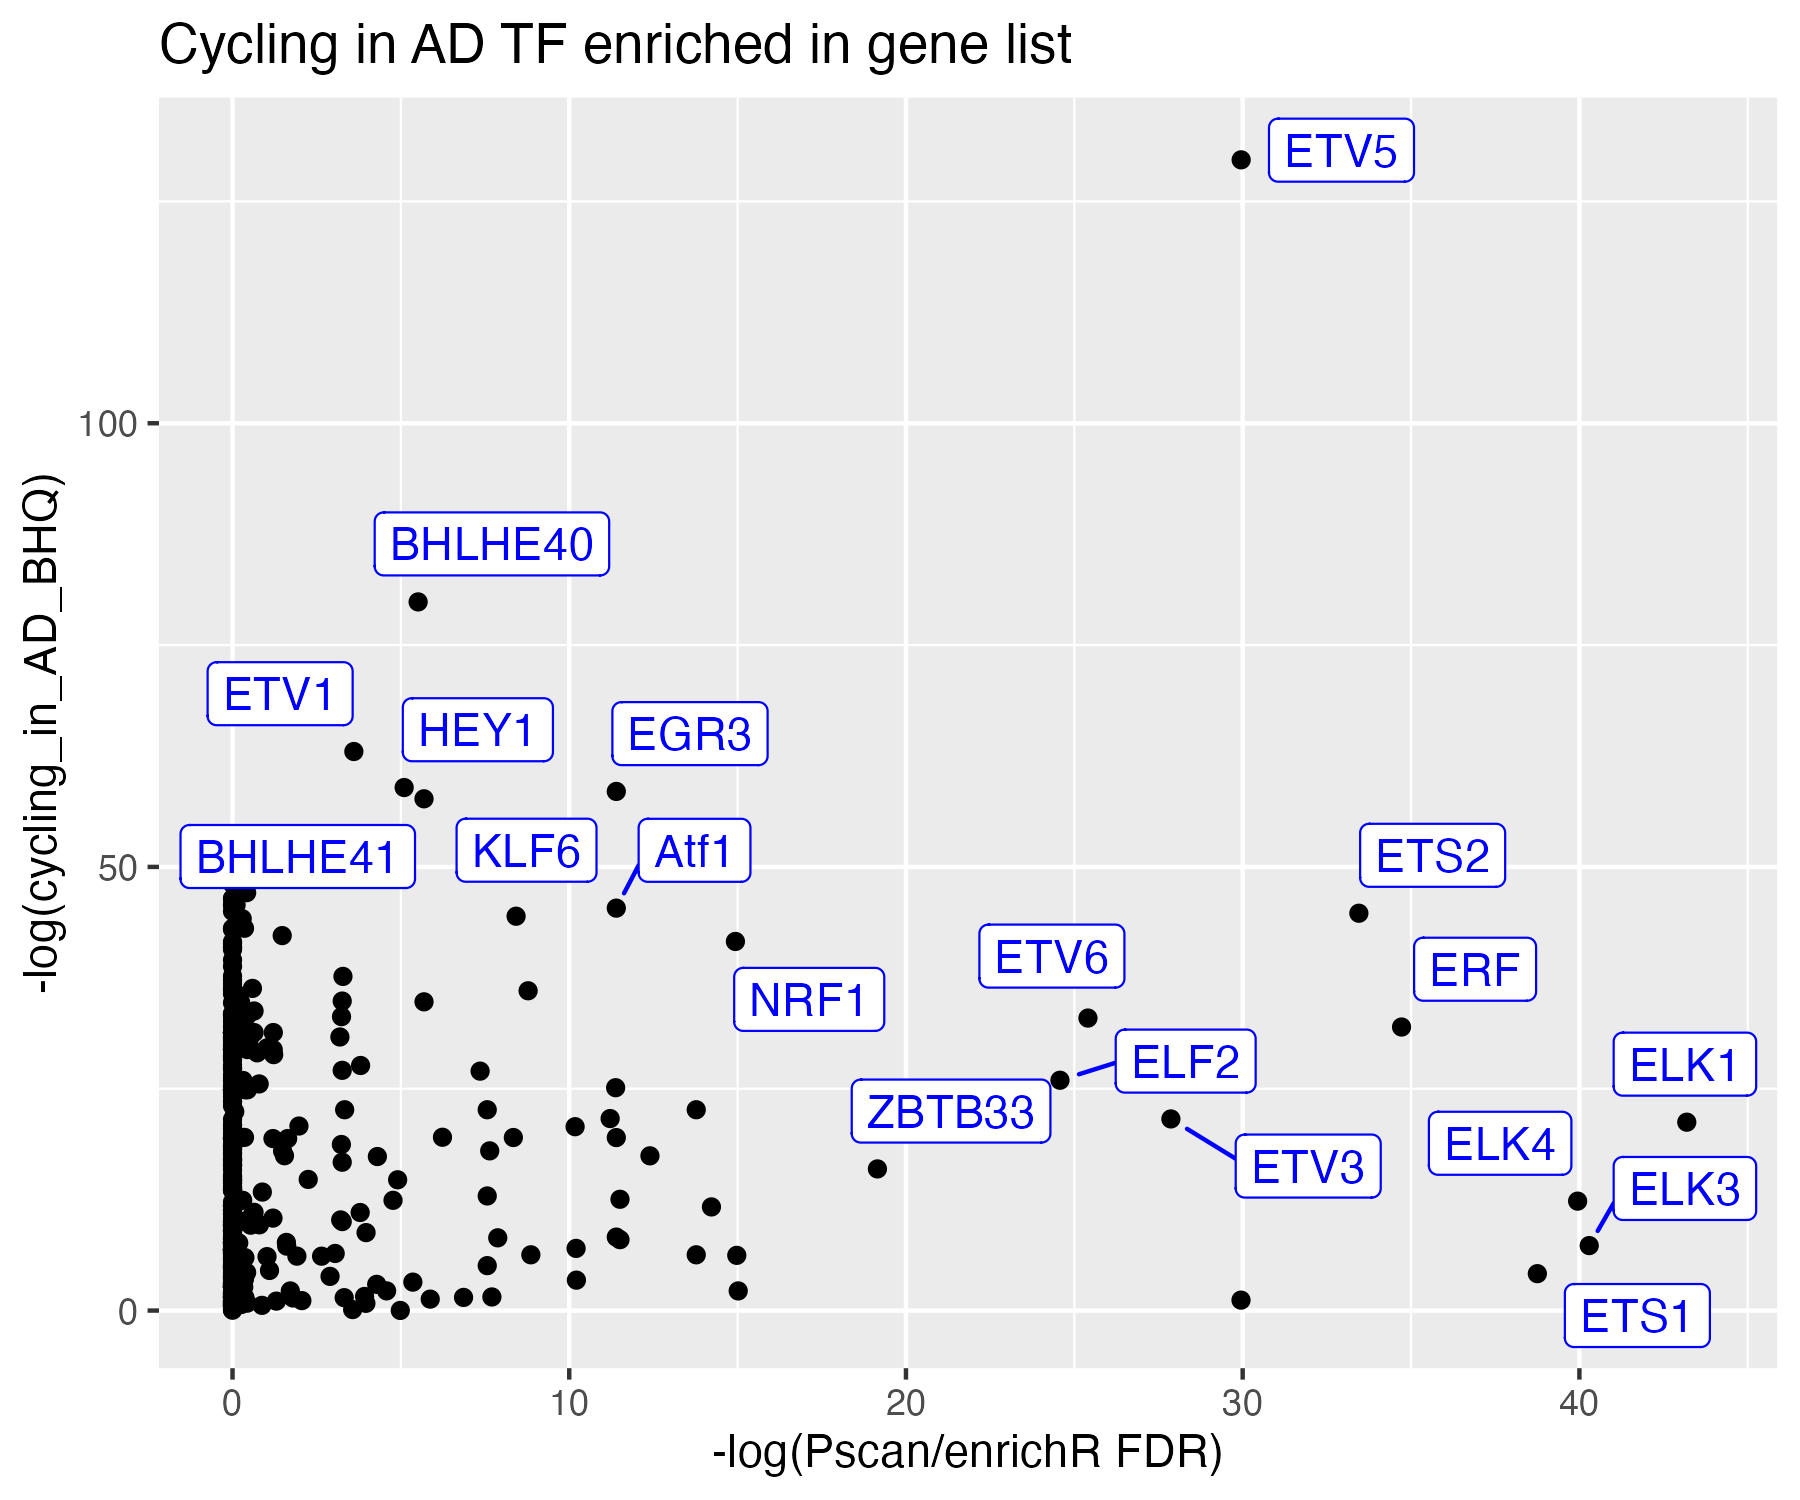 Cycling in AD TF enriched in gene list
ETV5
100
BHLHE40
ETV1
HEY1
EGR3
-log(cycling_in_AD_BHQ)
50
BHLHE41
KLF6
Atf1
ETS2
ETV6
ERF
NRF1
ELF2
ELK1
ZBTB33
ELK4
ETV3
ELK3
0
ETS1
0
10
20
30
40
-log(Pscan/enrichR FDR)